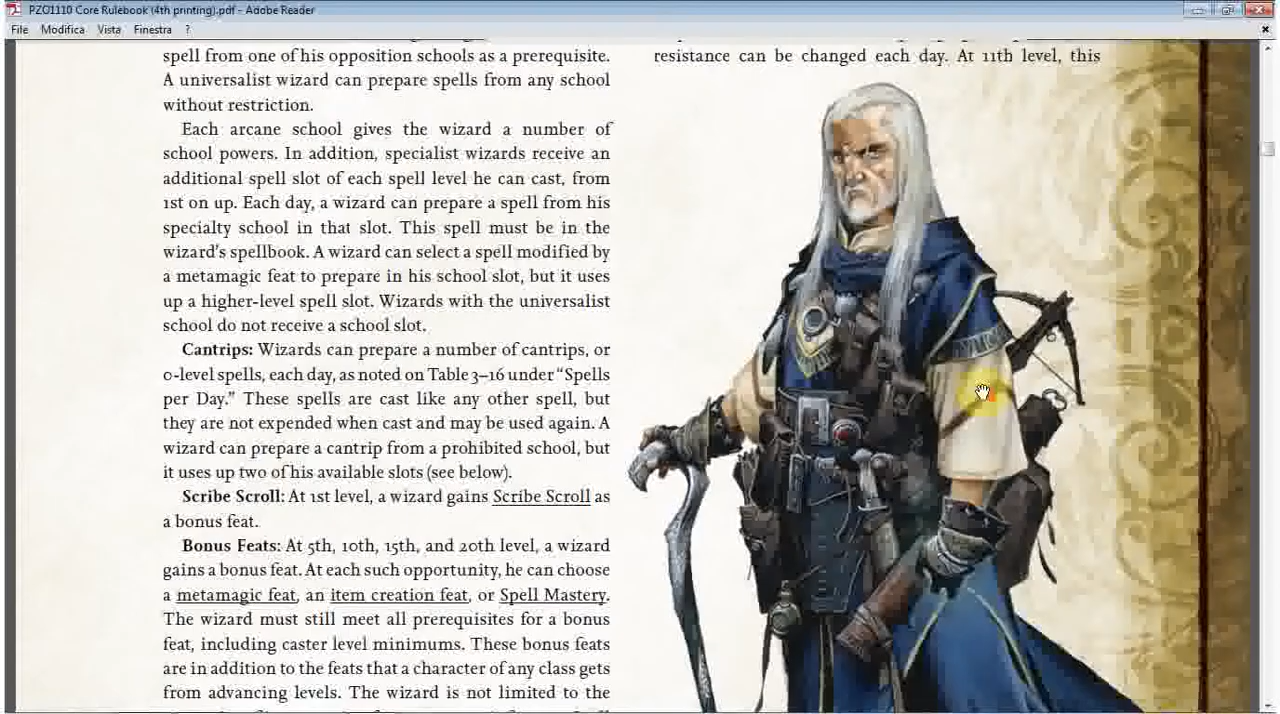 PZO1110 Core Rulebook (4th printing).pdf - Adobe Reader
File Modifica Vista Finestra ?
spell from one of his opposition schools as a prerequisite.
A universalist wizard can prepare spells from any school
without restriction.
Each arcane school gives the wizard a number of
school powers. In addition, specialist wizards receive an
additional spell slot of each spell level he can cast, from
1st on up. Each day, a wizard can prepare a spell from his
specialty school in that slot. This spell must be in the
wizard's spellbook. A wizard can select a spell modified by
a metamagic feat to prepare in his school slot, but it uses
up a higher-level spell slot. Wizards with the universalist
school do not receive a school slot.
Cantrips: Wizards can prepare a number of cantrips, or
0-level spells, each day, as noted on Table 3–16 under “Spells
per Day.” These spells are cast like any other spell, but
they are not expended when cast and may be used again. A
wizard can prepare a cantrip from a prohibited school, but
it uses up two of his available slots (see below).
Scribe Scroll: At 1st level, a wizard gains Scribe Scroll as
a bonus feat.
Bonus Feats: At 5th, 10th, 15th, and 20th level, a wizard
gains a bonus feat. At each such opportunity, he can choose
a metamagic feat, an item creation feat, or Spell Mastery.
The wizard must still meet all prerequisites for a bonus
feat, including caster level minimums. These bonus feats
are in addition to the feats that a character of any class gets
from advancing levels. The wizard is not limited to the
resistance can be changed each day. At 11th level, this